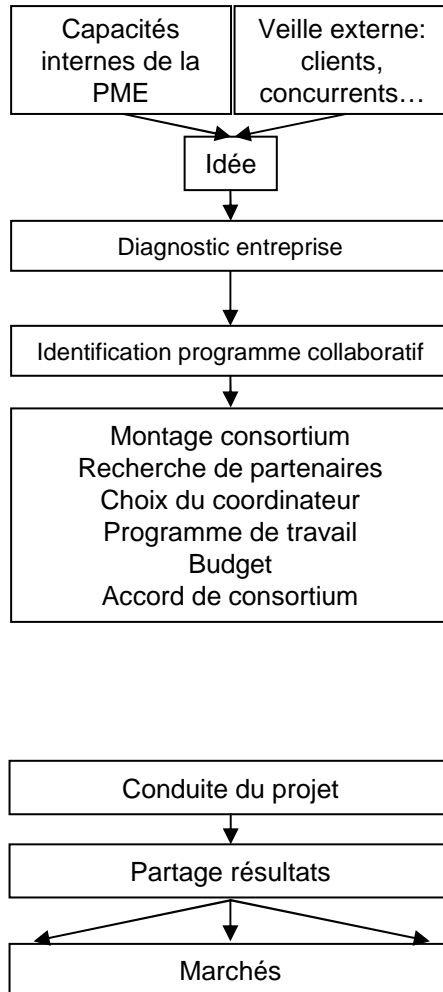 Capacités
internes de la
PME
Veille externe:
clients,
concurrents…
Idée
Diagnostic entreprise
Identification programme collaboratif
Montage consortium
Recherche de partenaires
Choix du coordinateur
Programme de travail
Budget
Accord de consortium
Conduite du projet
Partage résultats
Marchés